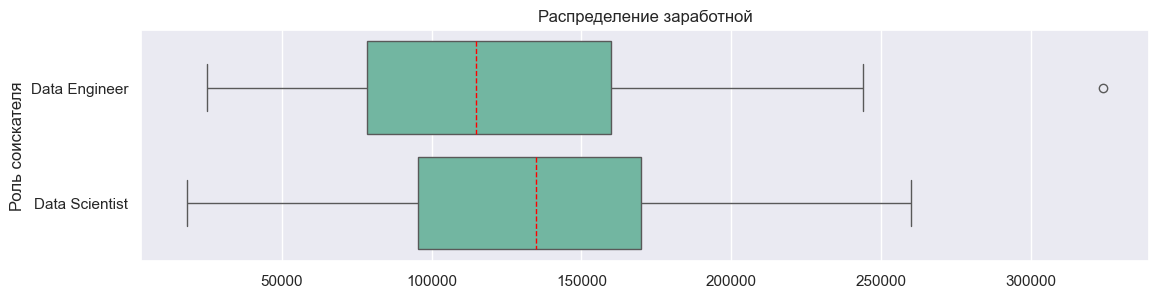 Распределение заработной
Роль соискателя
Data Engineer
Data Scientist
50000
100000
150000
200000
250000
300000